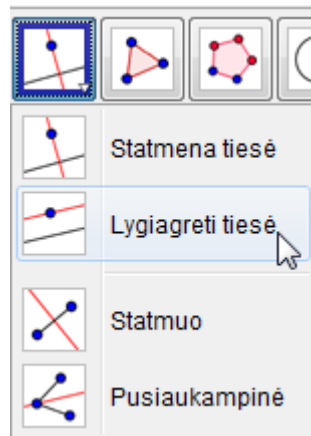 Statmena tiesė
Lygiagreti tiesė
Statmuo
Pusiaukampinė